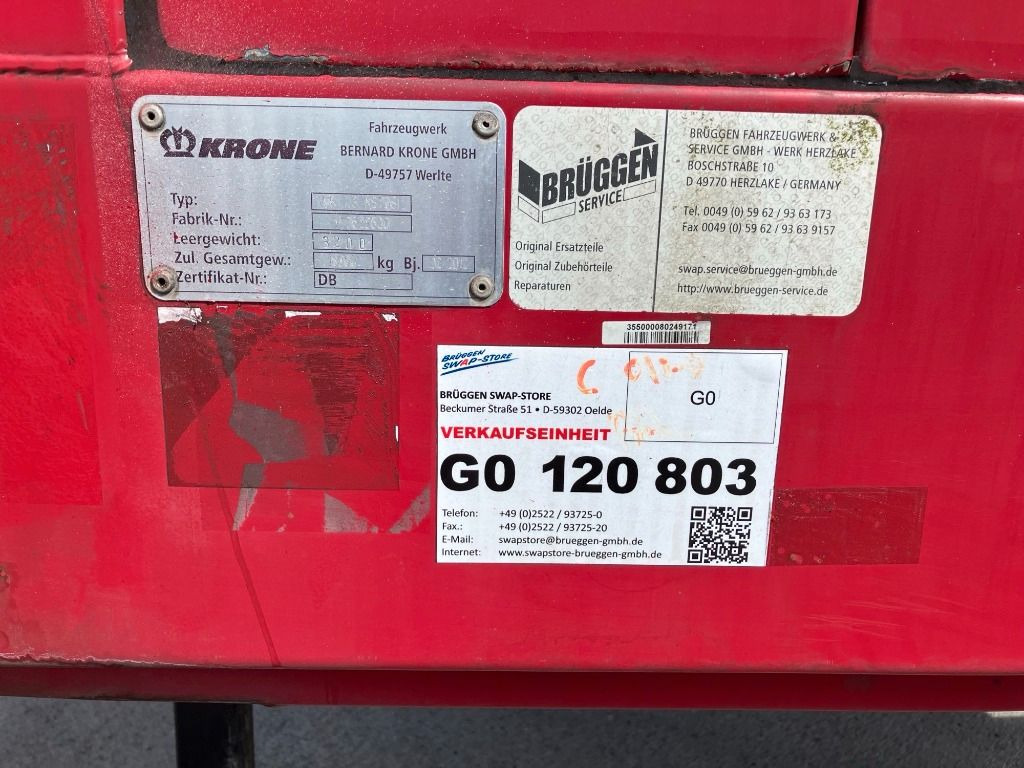 KRONE
Fahrzeugwerk
BERNARD KRONE GMBH
D-49757 Werlte
Typ:
Fabrik-Nr.:
Leergewicht:
Zul. Gesamtgew.: kg Bj.
Zertifikat-Nr.: DB
BRÜGGEN
SERVICE
Original Ersatzteile
Original Zubehörteile
Reparaturen
BRÜGGEN FAHRZEUGWERK &
SERVICE GMBH - WERK HERZLAKE
BOSCHSTRAßE 10
D 49770 HERZLAKE / GERMANY
Tel. 0049 (0) 59 62 / 93 63 173
Fax 0049 (0) 59 62 / 93 63 9157
swap.service@brueggen-gmbh.de
http://www.brueggen-service.de
355000080249171
BRÜGGEN
SWAP-STORE
BRÜGGEN SWAP-STORE
Beckumer Straße 51 • D-59302 Oelde
C
G0
VERKAUFSEINHEIT
G0 120 803
Telefon: +49 (0)2522 / 93725-0
Fax.: +49 (0)2522 / 93725-20
E-Mail: swapstore@brueggen-gmbh.de
Internet: www.swapstore-brueggen-gmbh.de